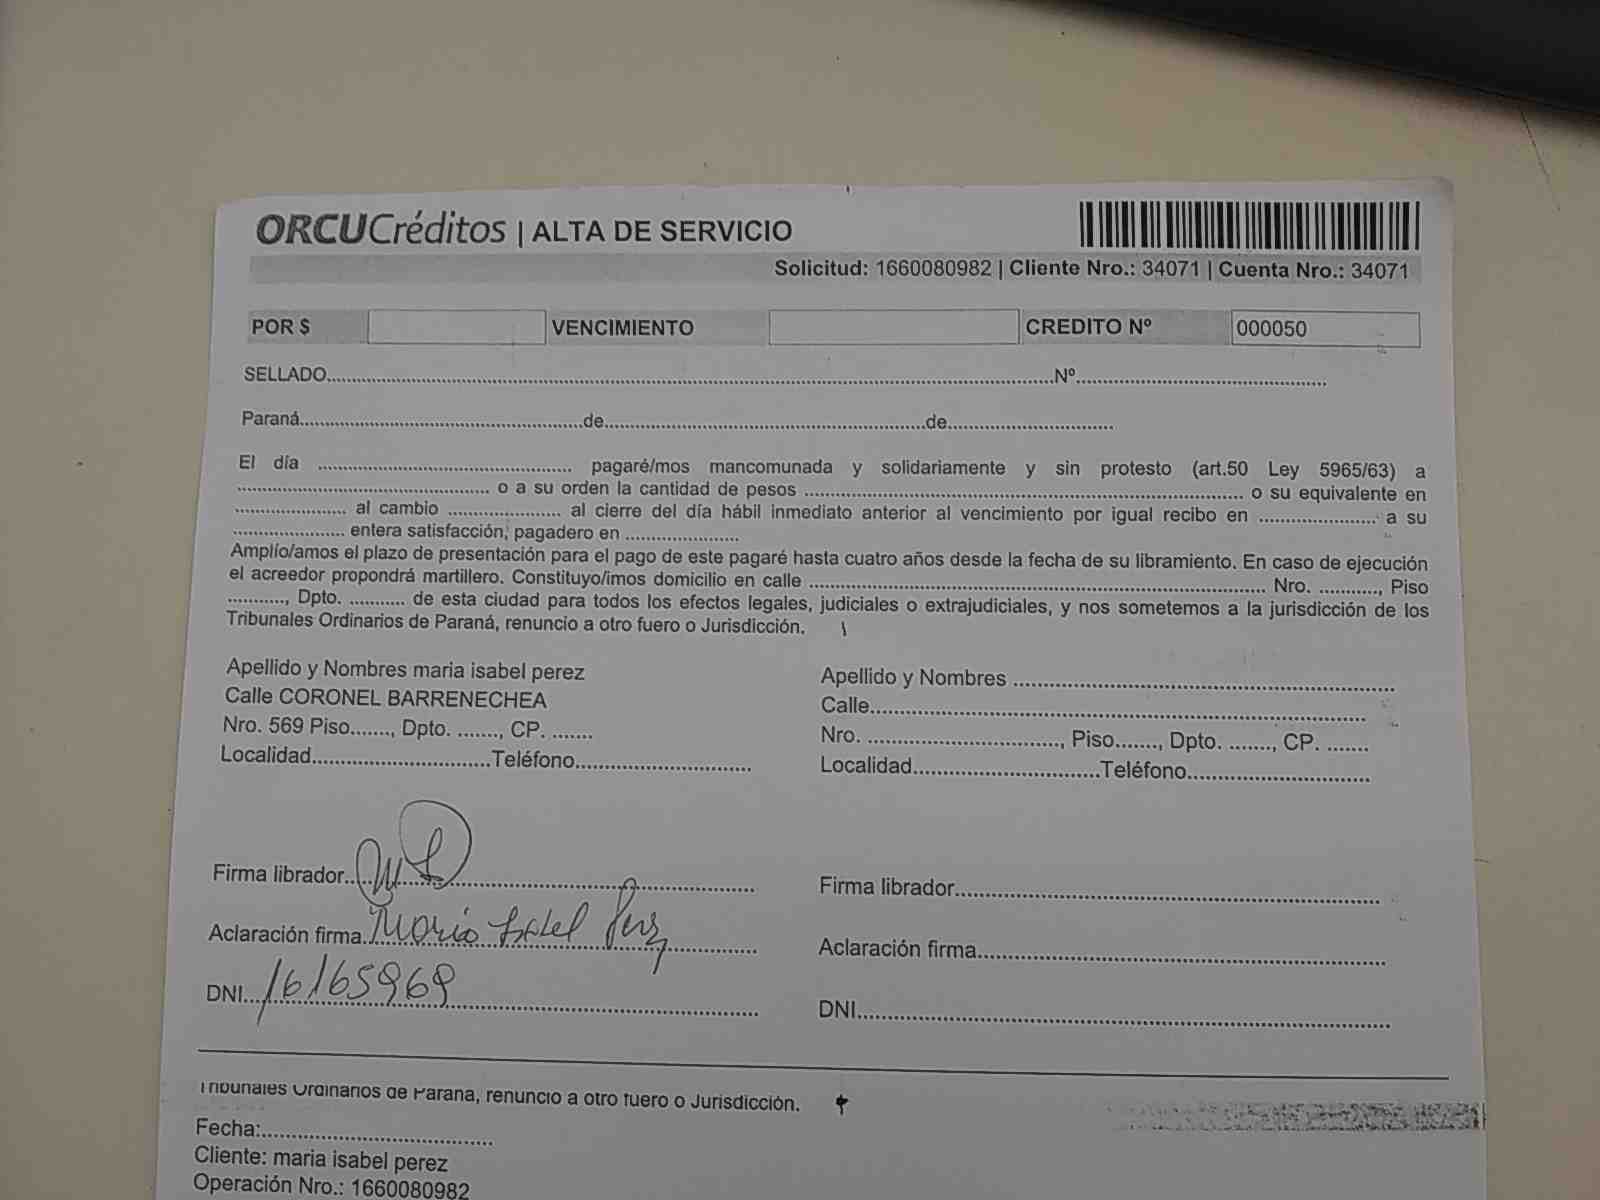 ORCUCréditos | ALTA DE SERVICIO
Solicitud: 1660080982 | Cliente Nro.: 34071 | Cuenta Nro.: 34071
POR $ VENCIMIENTO CREDITO Nº 000050
SELLADO..........Nº..........
Paraná..........de..........de..........
El día .......... pagaré/mos mancomunada y solidariamente y sin protesto (art.50 Ley 5965/63) a
.......... o a su orden la cantidad de pesos .......... o su equivalente en
.......... al cambio .......... al cierre del día hábil inmediato anterior al vencimiento por igual recibo en .......... a su
.......... entera satisfacción, pagadero en ..........
Amplío/amos el plazo de presentación para el pago de este pagaré hasta cuatro años desde la fecha de su libramiento. En caso de ejecución
el acreedor propondrá martillero. Constituyo/imos domicilio en calle .......... Nro. .........., Piso
.........., Dpto. .......... de esta ciudad para todos los efectos legales, judiciales o extrajudiciales, y nos sometemos a la jurisdicción de los
Tribunales Ordinarios de Paraná, renuncio a otro fuero o Jurisdicción.
Apellido y Nombres maria isabel perez
Calle CORONEL BARRENECHEA
Nro. 569 Piso......., Dpto. ......., CP. .......
Localidad..........Teléfono..........
Apellido y Nombres ..........
Calle..........
Nro. .........., Piso......., Dpto. ......., CP. .......
Localidad..........Teléfono..........
Firma librador..........
Aclaración firma. Maria Isabel Perez
DNI... 16165969
Firma librador..........
Aclaración firma..........
DNI..........
Tribunales Ordinarios de Paraná, renuncio a otro fuero o Jurisdicción.
Fecha:..........
Cliente: maria isabel perez
Operación Nro.: 1660080982